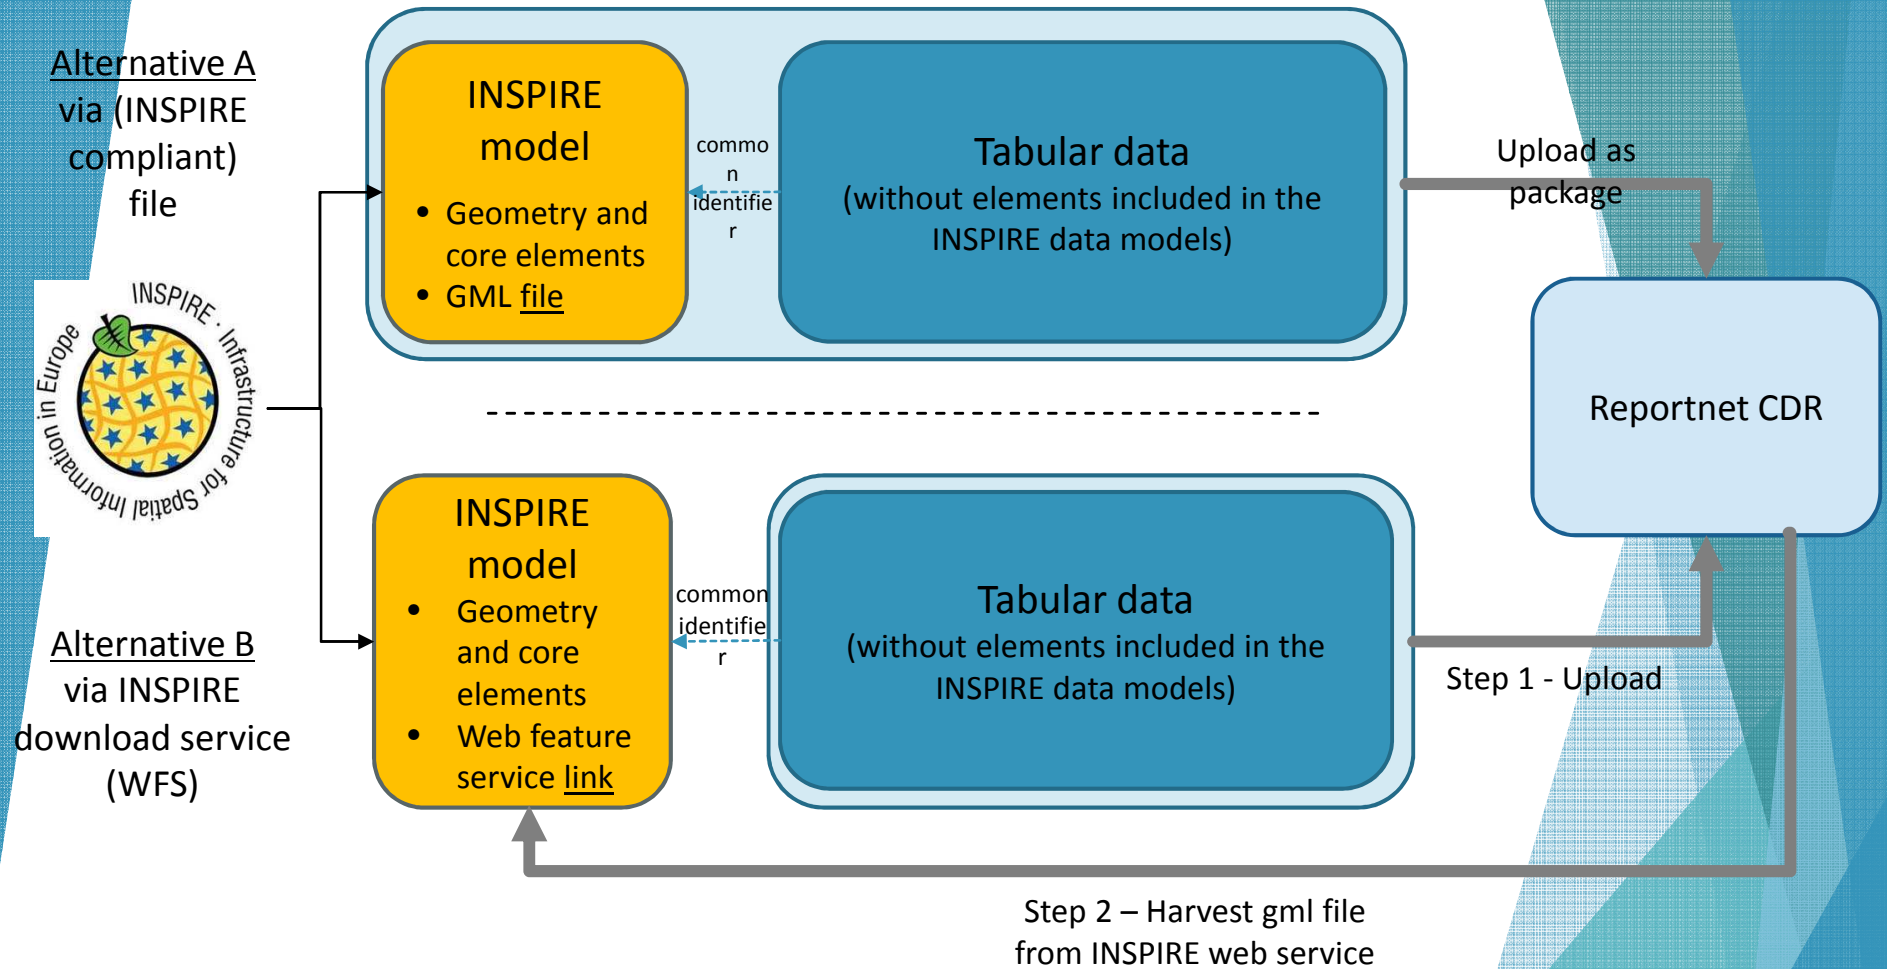 Alternative A
via (INSPIRE
compliant)
file
INSPIRE
model
• Geometry and
core elements
• GML file
commo
n
identifie
r
Tabular data
(without elements included in the
INSPIRE data models)
Upload as
package
INSPIRE · Infrastructure for Spatial Information in Europe
Reportnet CDR
Alternative B
via INSPIRE
download service
(WFS)
INSPIRE
model
• Geometry
and core
elements
• Web feature
service link
common
identifie
r
Tabular data
(without elements included in the
INSPIRE data models)
Step 1 - Upload
Step 2 – Harvest gml file
from INSPIRE web service